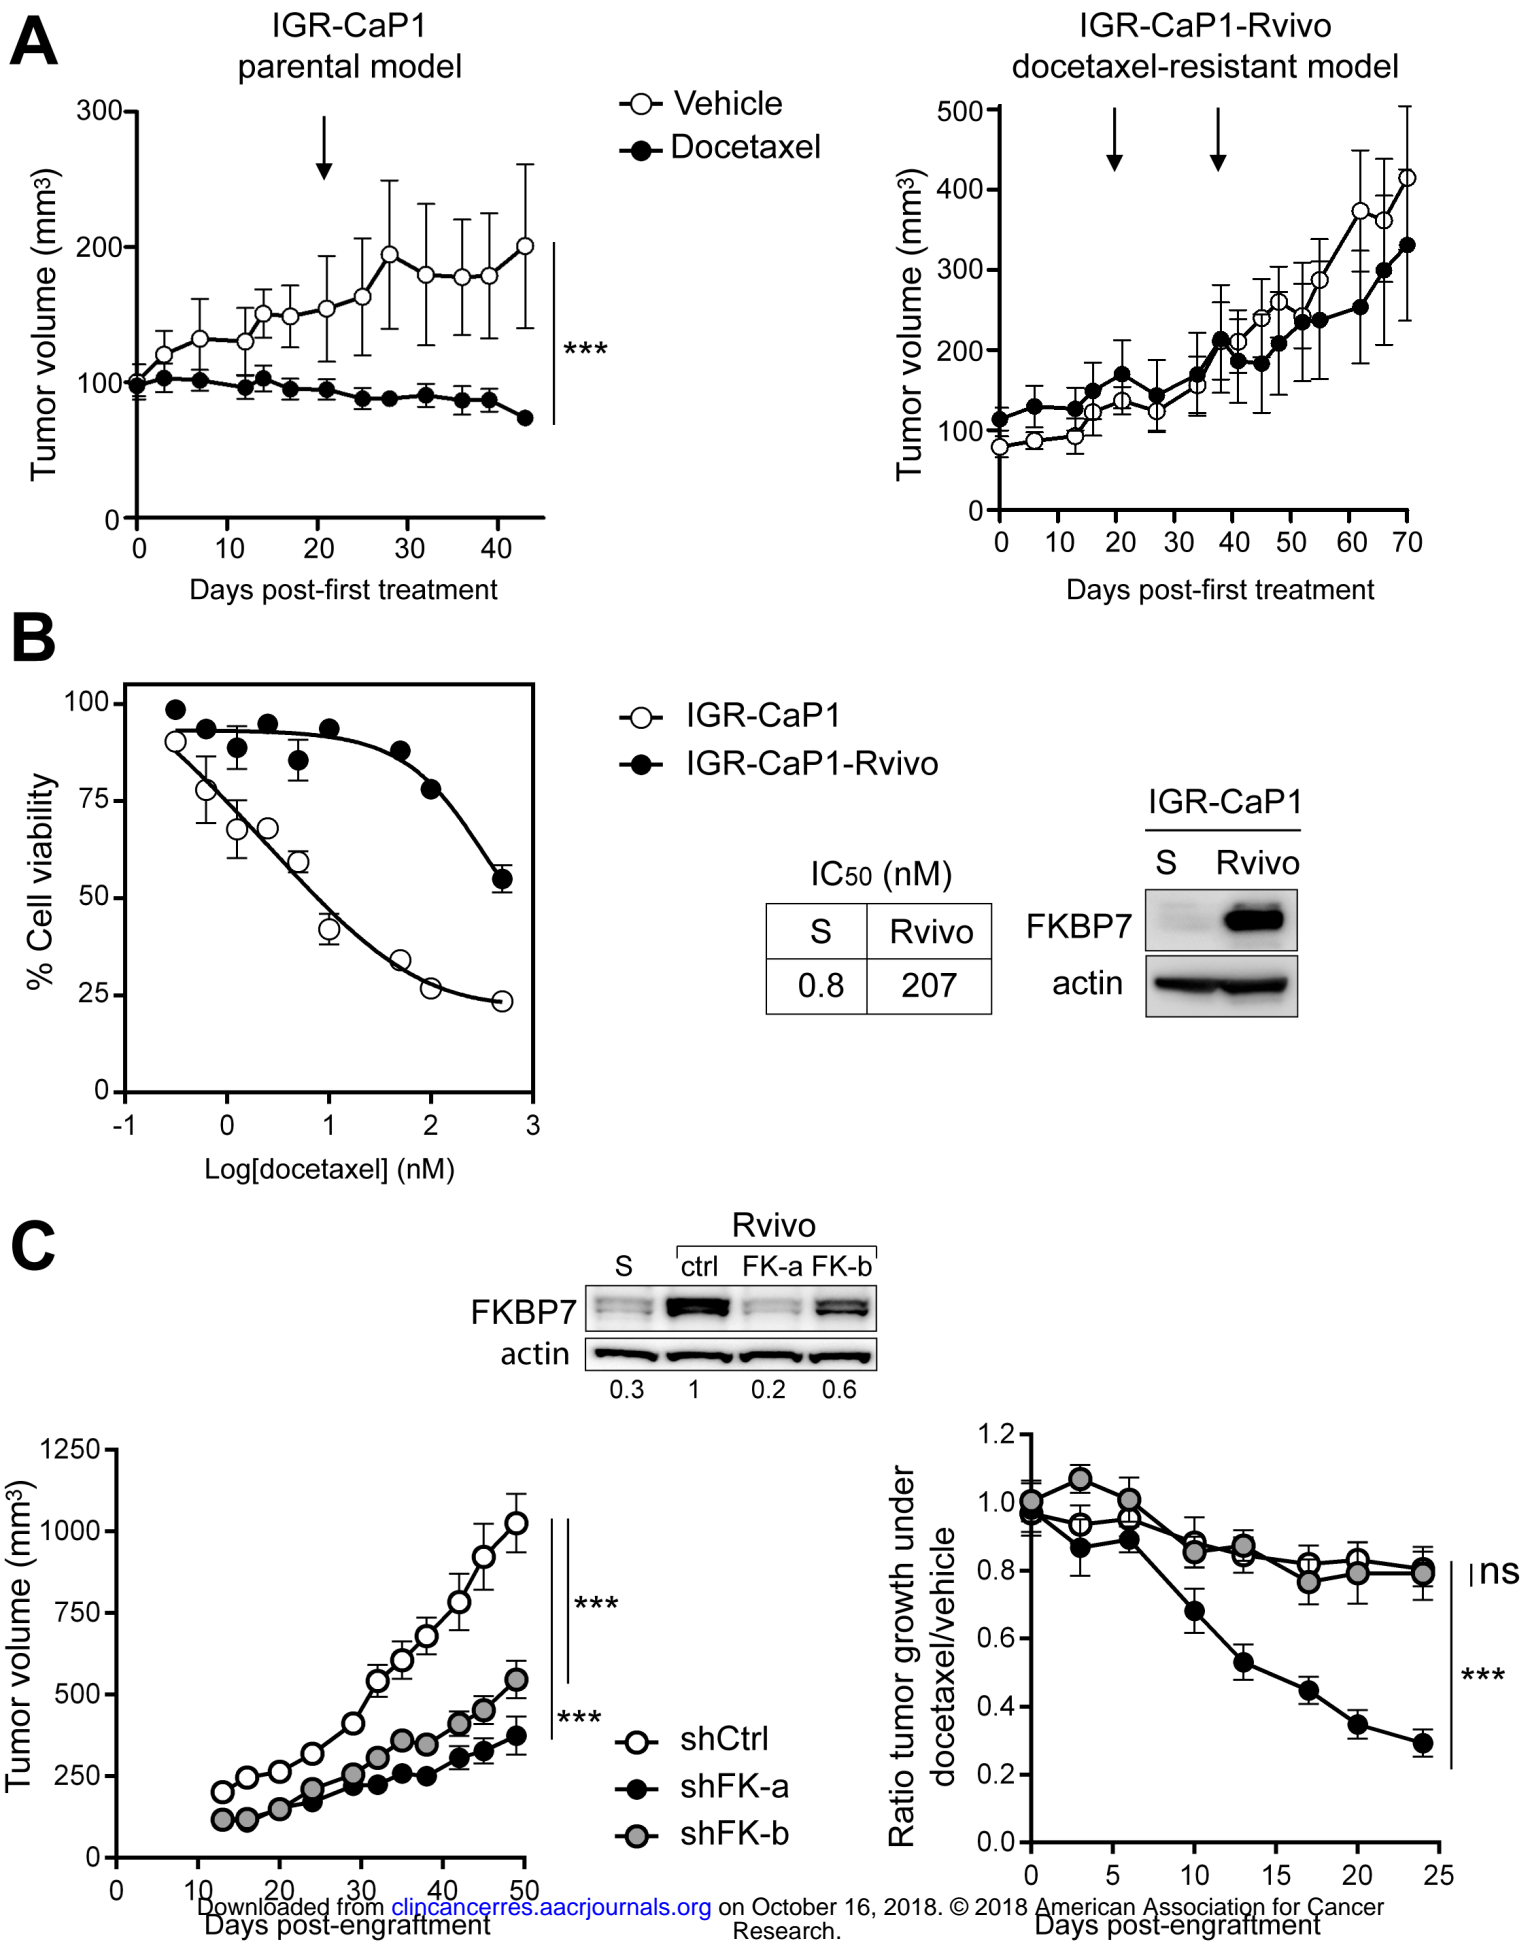 A
IGR-CaP1
parental model
Vehicle
Docetaxel
IGR-CaP1-Rvivo
docetaxel-resistant model
Tumor volume (mm³)
300
200
100
0
***
0 10 20 30 40
Days post-first treatment
Tumor volume (mm³)
500
400
300
200
100
0
0 10 20 30 40 50 60 70
Days post-first treatment
B
% Cell viability
100
75
50
25
0
-1 0 1 2 3
Log[docetaxel] (nM)
IGR-CaP1
IGR-CaP1-Rvivo
IC50 (nM)
S Rvivo
0.8 207
IGR-CaP1
S Rvivo
FKBP7
actin
C
Rvivo
S ctrl FK-a FK-b
FKBP7
actin
0.3 1 0.2 0.6
Tumor volume (mm³)
1250
1000
750
500
250
0
***
***
0 10 20 30 40 50
Days post-engraftment
shCtrl
shFK-a
shFK-b
Ratio tumor growth under
docetaxel/vehicle
1.2
1.0
0.8
0.6
0.4
0.2
0.0
ns
***
0 5 10 15 20 25
Days post-engraftment
Downloaded from clincancerres.aacrjournals.org on October 16, 2018. © 2018 American Association for Cancer
Research.